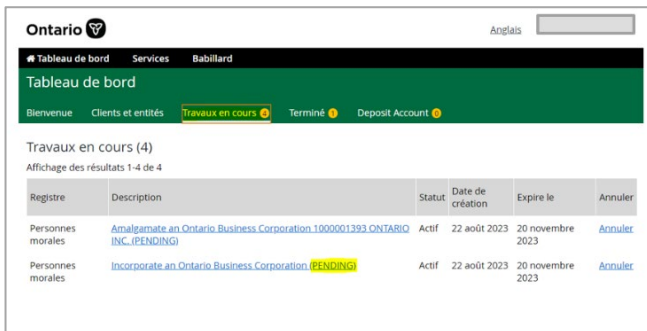 Ontario
Anglais
Tableau de bord Services Babillard
Tableau de bord
Bienvenue Clients et entités Travaux en cours 4 Terminé 1 Deposit Account 0
Travaux en cours (4)
Affichage des résultats 1-4 de 4
Registre Description Statut Date de création Expire le Annuler
Personnes morales Amalgamate an Ontario Business Corporation 1000001393 ONTARIO INC. (PENDING) Actif 22 août 2023 20 novembre 2023 Annuler
Personnes morales Incorporate an Ontario Business Corporation (PENDING) Actif 22 août 2023 20 novembre 2023 Annuler